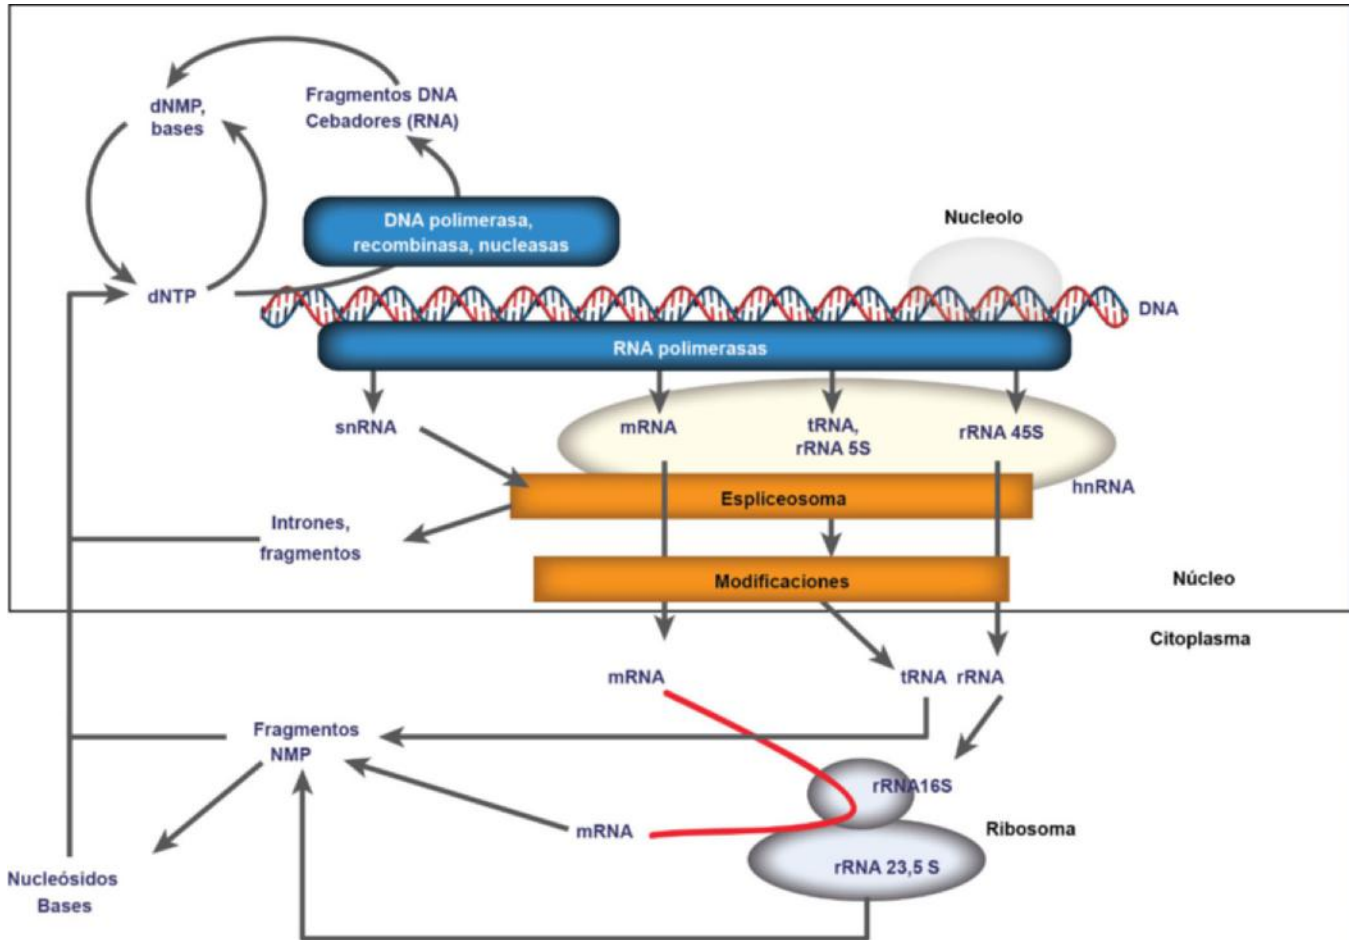 dNMP,
bases
Fragmentos DNA
Cebadores (RNA)
DNA polimerasa,
recombinasa, nucleasas
Nucleolo
dNTP
DNA
RNA polimerasas
snRNA
mRNA
tRNA,
rRNA 5S
rRNA 45S
hnRNA
Espliceosoma
Intrones,
fragmentos
Modificaciones
Núcleo
Citoplasma
mRNA
tRNA rRNA
Fragmentos
NMP
rRNA16S
mRNA
Ribosoma
rRNA 23,5 S
Nucleósidos
Bases